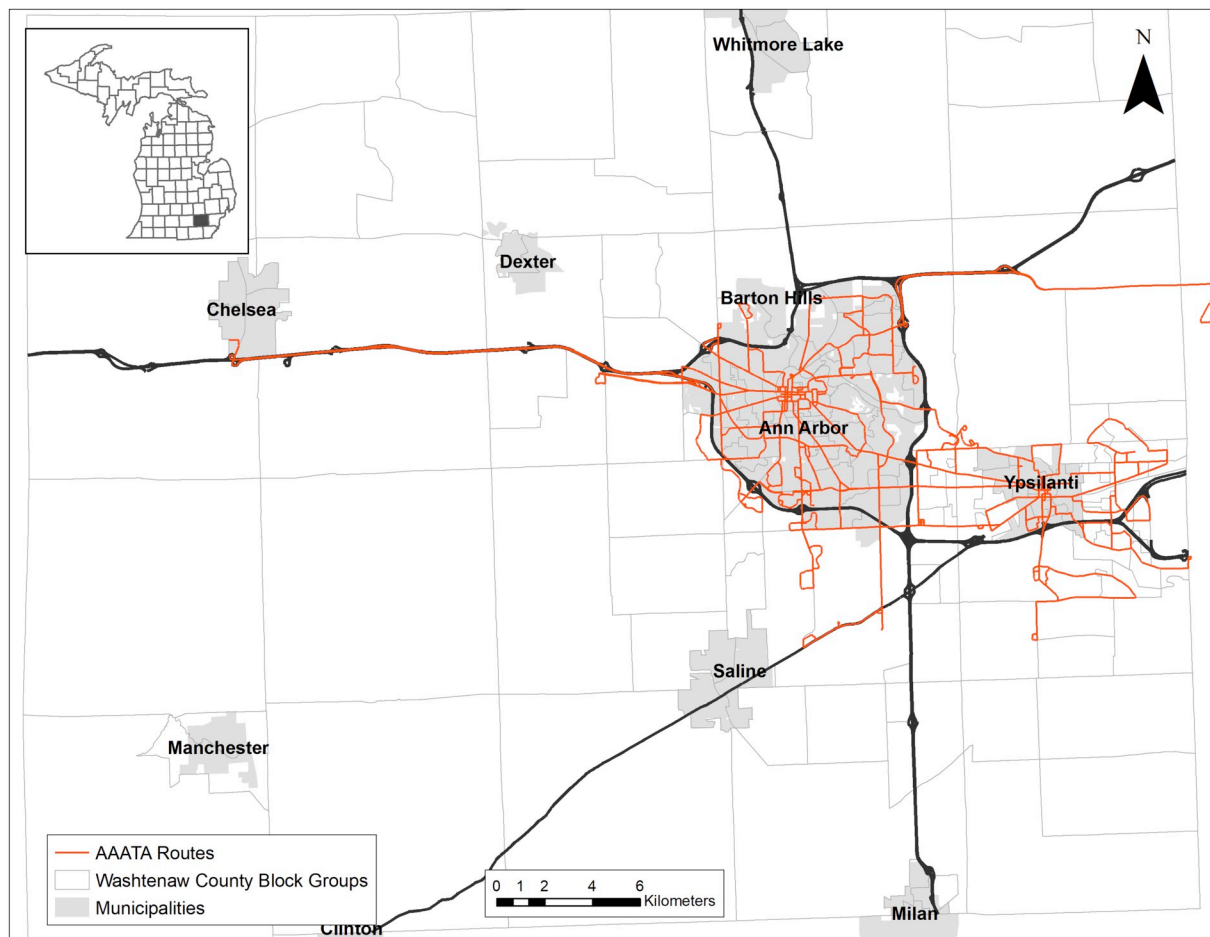 Whitmore Lake
N
Dexter
Chelsea
Barton Hills
Ann Arbor
Ypsilanti
Saline
Manchester
AAATA Routes
Washtenaw County Block Groups
Municipalities
0 1 2 4 6
Kilometers
Milan
Clinton